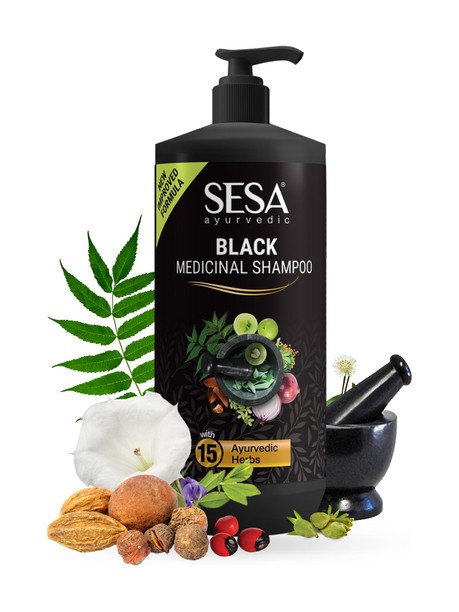 NEW
IMPROVED
FORMULA
SESA®
ayurvedic
BLACK
MEDICINAL SHAMPOO
with
15
Ayurvedic
Herbs